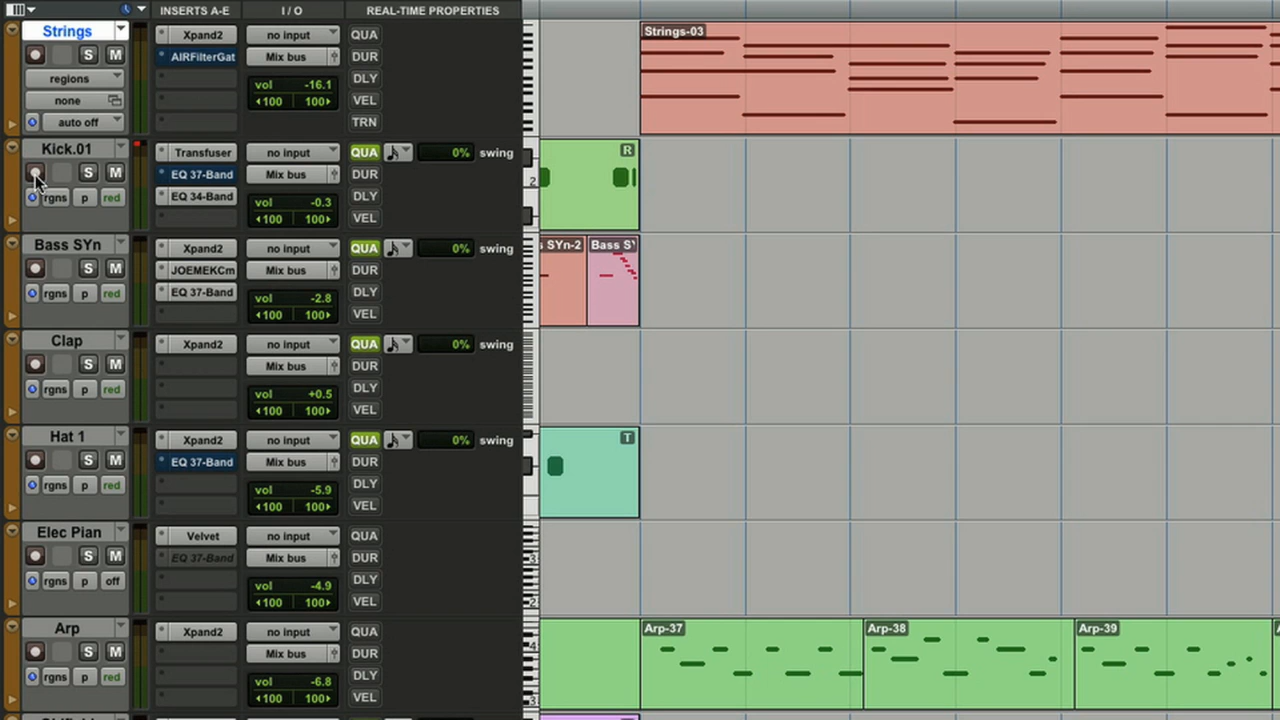 INSERTS A-E I / O REAL-TIME PROPERTIES
Strings Xpand2 no input QUA Strings-03
S M AIRFilterGat Mix bus DUR
regions vol -16.1 DLY
none 100 100 VEL
auto off TRN
Kick.01 Transfuser no input QUA 0% swing R
S M EQ 37-Band Mix bus DUR 2
rgns p red EQ 34-Band vol -0.3 DLY
100 100 VEL
Bass SYn Xpand2 no input QUA 0% swing SYn-2 Bass SY
S M JOEMEKCm Mix bus DUR
rgns p red EQ 37-Band vol -2.8 DLY
100 100 VEL
Clap Xpand2 no input QUA 0% swing
S M Mix bus DUR
rgns p red vol +0.5 DLY
100 100 VEL
Hat 1 Xpand2 no input QUA 0% swing T
S M EQ 37-Band Mix bus DUR
rgns p red vol -5.9 DLY
100 100 VEL
Elec Pian Velvet no input QUA
S M EQ 37-Band Mix bus DUR 3
rgns p off vol -4.9 DLY
100 100 VEL 2
Arp Xpand2 no input QUA Arp-37 Arp-38 Arp-39
S M Mix bus DUR 4
rgns p red vol -6.8 DLY
100 100 VEL 3